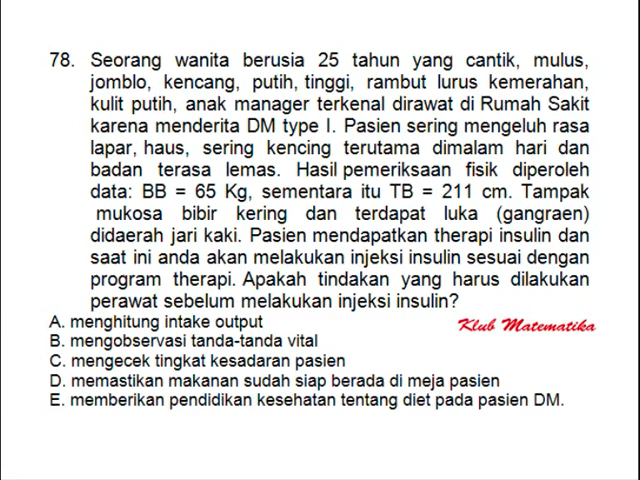 78. Seorang wanita berusia 25 tahun yang cantik, mulus,
jomblo, kencang, putih, tinggi, rambut lurus kemerahan,
kulit putih, anak manager terkenal dirawat di Rumah Sakit
karena menderita DM type I. Pasien sering mengeluh rasa
lapar, haus, sering kencing terutama dimalam hari dan
badan terasa lemas. Hasil pemeriksaan fisik diperoleh
data: BB = 65 Kg, sementara itu TB = 211 cm. Tampak
mukosa bibir kering dan terdapat luka (gangraen)
didaerah jari kaki. Pasien mendapatkan therapi insulin dan
saat ini anda akan melakukan injeksi insulin sesuai dengan
program therapi. Apakah tindakan yang harus dilakukan
perawat sebelum melakukan injeksi insulin?
A. menghitung intake output
Klub Matematika
B. mengobservasi tanda-tanda vital
C. mengecek tingkat kesadaran pasien
D. memastikan makanan sudah siap berada di meja pasien
E. memberikan pendidikan kesehatan tentang diet pada pasien DM.